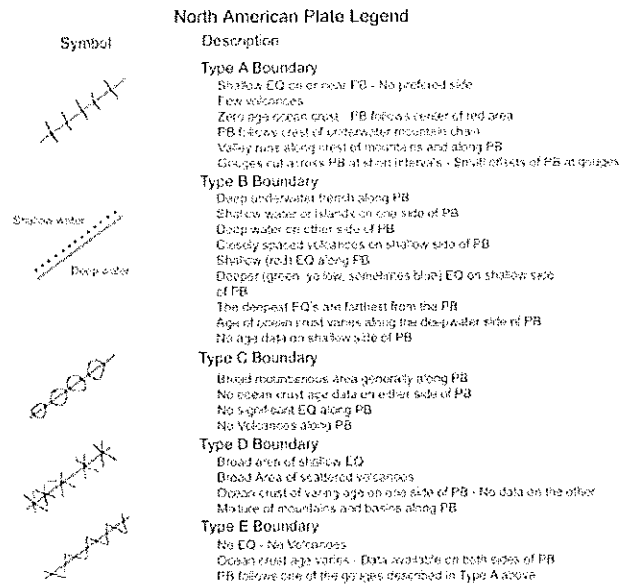 North American Plate Legend
Symbol
Description
Type A Boundary
Shallow EQ on or near PB - No prefered side
Few volcanoes
Zero age ocean crust - PB follows center of red area
PB follows crest of underwater mountain chain
Valley runs along crest of mountains and along PB
Gouges cut across PB at short intervals - Small offsets of PB at gouges
Type B Boundary
Deep underwater trench along PB
Shallow water or islands on one side of PB
Deep water on other side of PB
Closely spaced volcanoes on shallow side of PB
Shallow (red) EQ along PB
Deeper (green, yellow, sometimes blue) EQ on shallow side
of PB
The deepest EQ's are farthest from the PB
Age of ocean crust varies along the deepwater side of PB
No age data on shallow side of PB
Shallow water
Deep water
Type C Boundary
Broad mountainous area generally along PB
No ocean crust age data on either side of PB
No significant EQ along PB
No Volcanoes along PB
Type D Boundary
Broad area of shallow EQ
Broad Area of scattered volcanoes
Ocean crust of varing age on one side of PB - No data on the other
Mixture of mountains and basins along PB
Type E Boundary
No EQ - No Volcanoes
Ocean crust age varies - Data available on both sides of PB
PB follows one of the gouges described in Type A above